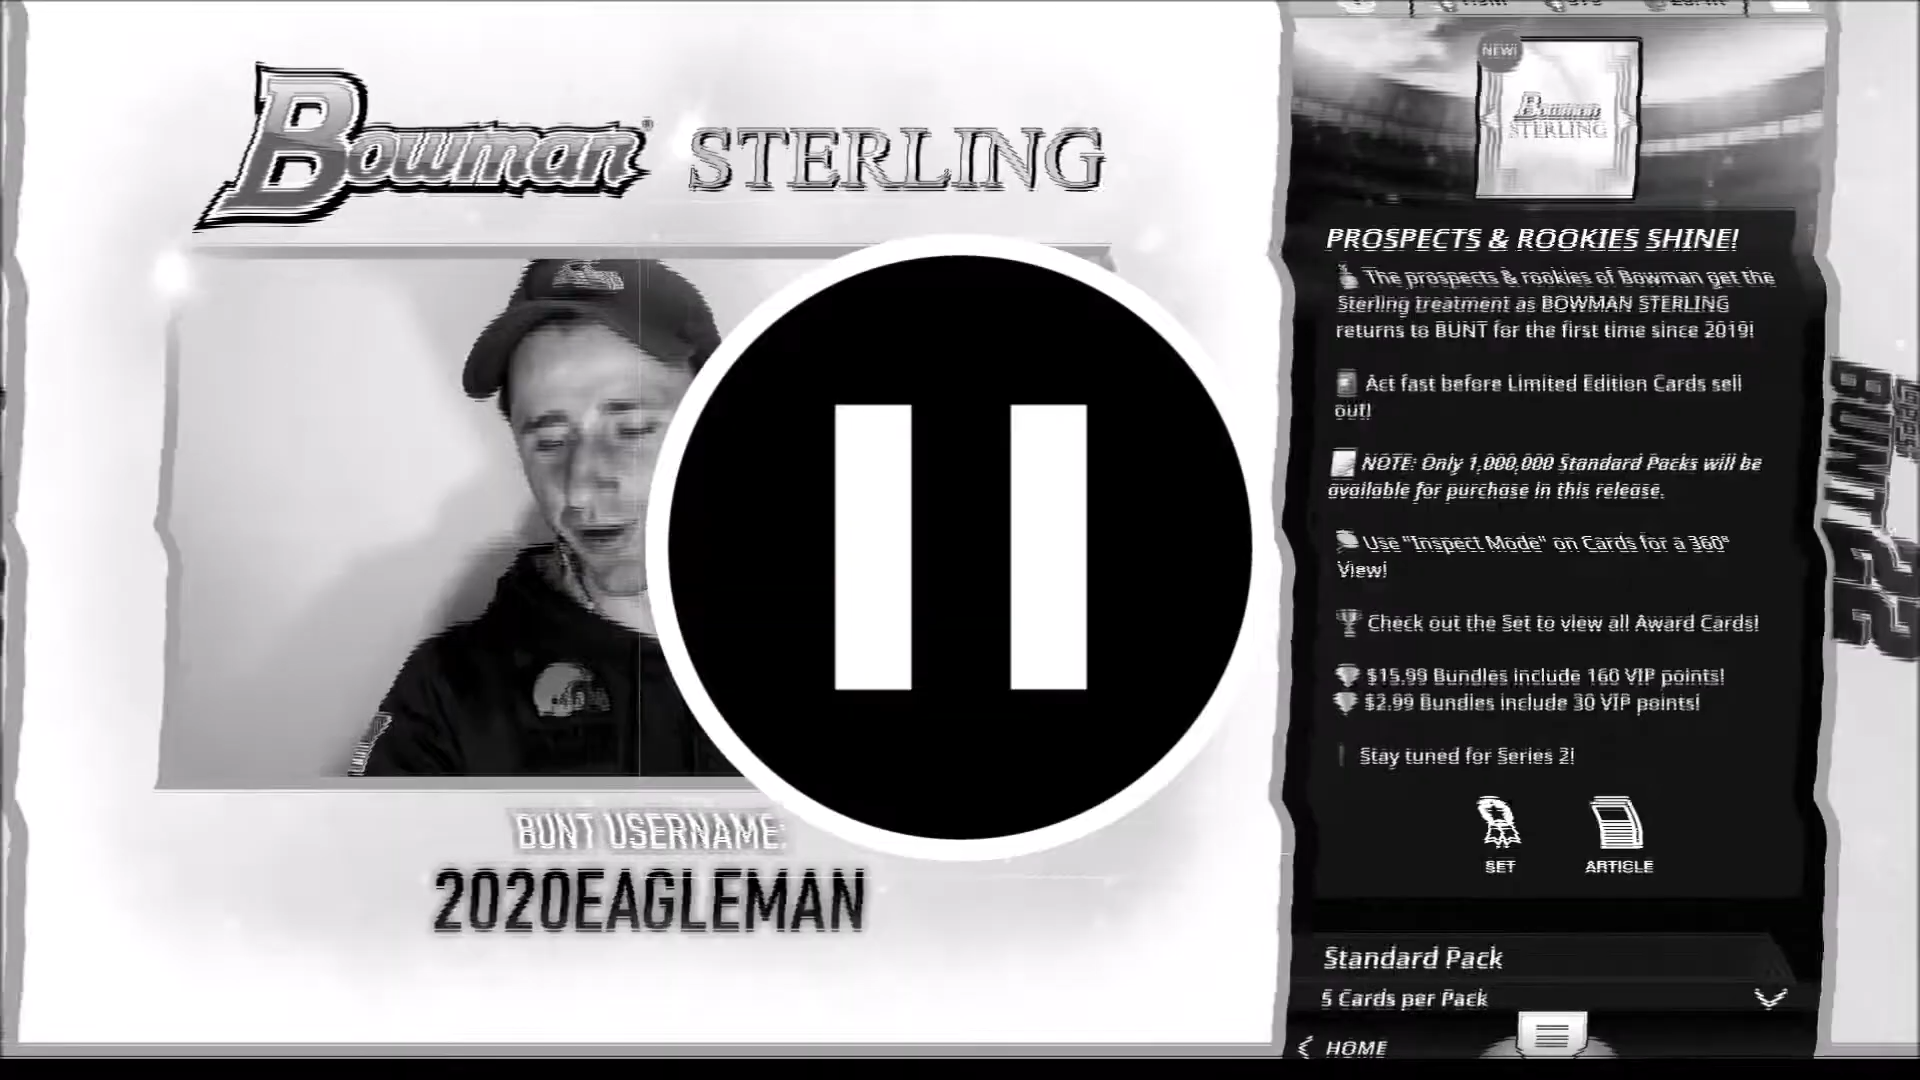 Bowman® STERLING
BUNT USERNAME:
2020EAGLEMAN
NEW!
Bowman
STERLING
PROSPECTS & ROOKIES SHINE!
The prospects & rookies of Bowman get the
Sterling treatment as BOWMAN STERLING
returns to BUNT for the first time since 2019!
Act fast before Limited Edition Cards sell
out!
NOTE: Only 1,000,000 Standard Packs will be
available for purchase in this release.
Use "Inspect Mode" on Cards for a 360°
View!
Check out the Set to view all Award Cards!
$15.99 Bundles include 160 VIP points!
$2.99 Bundles include 30 VIP points!
Stay tuned for Series 2!
SET
ARTICLE
Standard Pack
5 Cards per Pack
HOME
TOPPS
BUNT 22